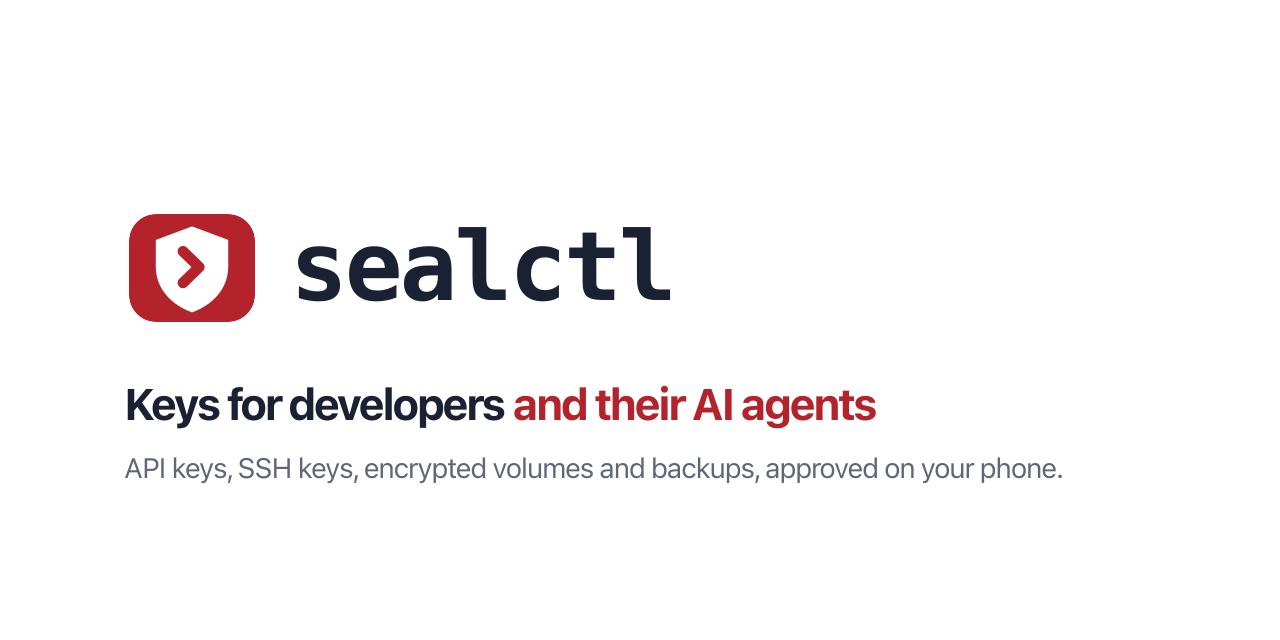 sealctl
Keys for developers and their AI agents
API keys, SSH keys, encrypted volumes and backups, approved on your phone.